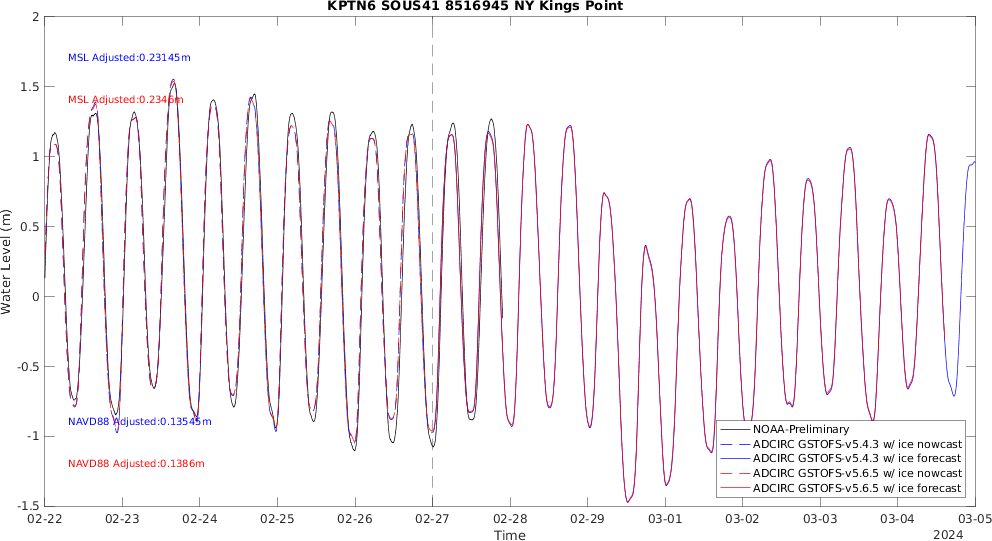 KPTN6 SOUS41 8516945 NY Kings Point
MSL Adjusted:0.23145m
MSL Adjusted:0.2346m
NAVD88 Adjusted:0.13545m
NAVD88 Adjusted:0.1386m
Water Level (m)
2
1.5
1
0.5
0
-0.5
-1
-1.5
NOAA-Preliminary
ADCIRC GSTOFS-v5.4.3 w/ ice nowcast
ADCIRC GSTOFS-v5.4.3 w/ ice forecast
ADCIRC GSTOFS-v5.6.5 w/ ice nowcast
ADCIRC GSTOFS-v5.6.5 w/ ice forecast
02-22 02-23 02-24 02-25 02-26 02-27 02-28 02-29 03-01 03-02 03-03 03-04 03-05
Time
2024